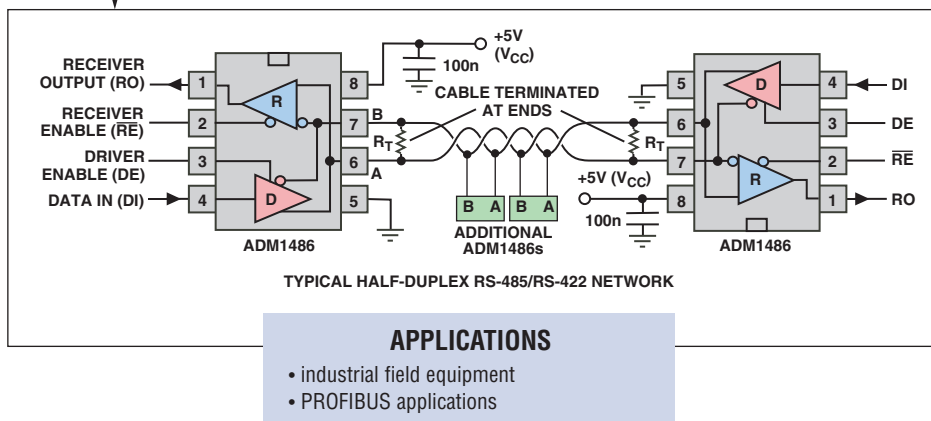 RECEIVER
OUTPUT (RO)
RECEIVER
ENABLE (RE)
DRIVER
ENABLE (DE)
DATA IN (DI)
1
2
3
4
R
D
8
7
6
5
ADM1486
+5V
(VCC)
100n
CABLE TERMINATED
AT ENDS
B
A
RT
RT
B A
B A
ADDITIONAL
ADM1486s
+5V (VCC)
100n
5
6
7
8
D
R
4
3
2
1
DI
DE
RE
RO
ADM1486
TYPICAL HALF-DUPLEX RS-485/RS-422 NETWORK
APPLICATIONS
• industrial field equipment
• PROFIBUS applications